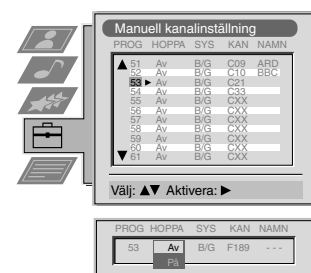 Manuell kanalinställning
PROG HOPPA SYS KAN NAMN
51 Av B/G C09 ARD
52 Av B/G C10 BBC
53 Av B/G C21
54 Av B/G C33
55 Av B/G CXX
56 Av B/G CXX
57 Av B/G CXX
58 Av B/G CXX
59 Av B/G CXX
60 Av B/G CXX
61 Av B/G CXX
Välj: ▲▼ Aktivera: ►
PROG HOPPA SYS KAN NAMN
53 Av B/G F189 - - -
På